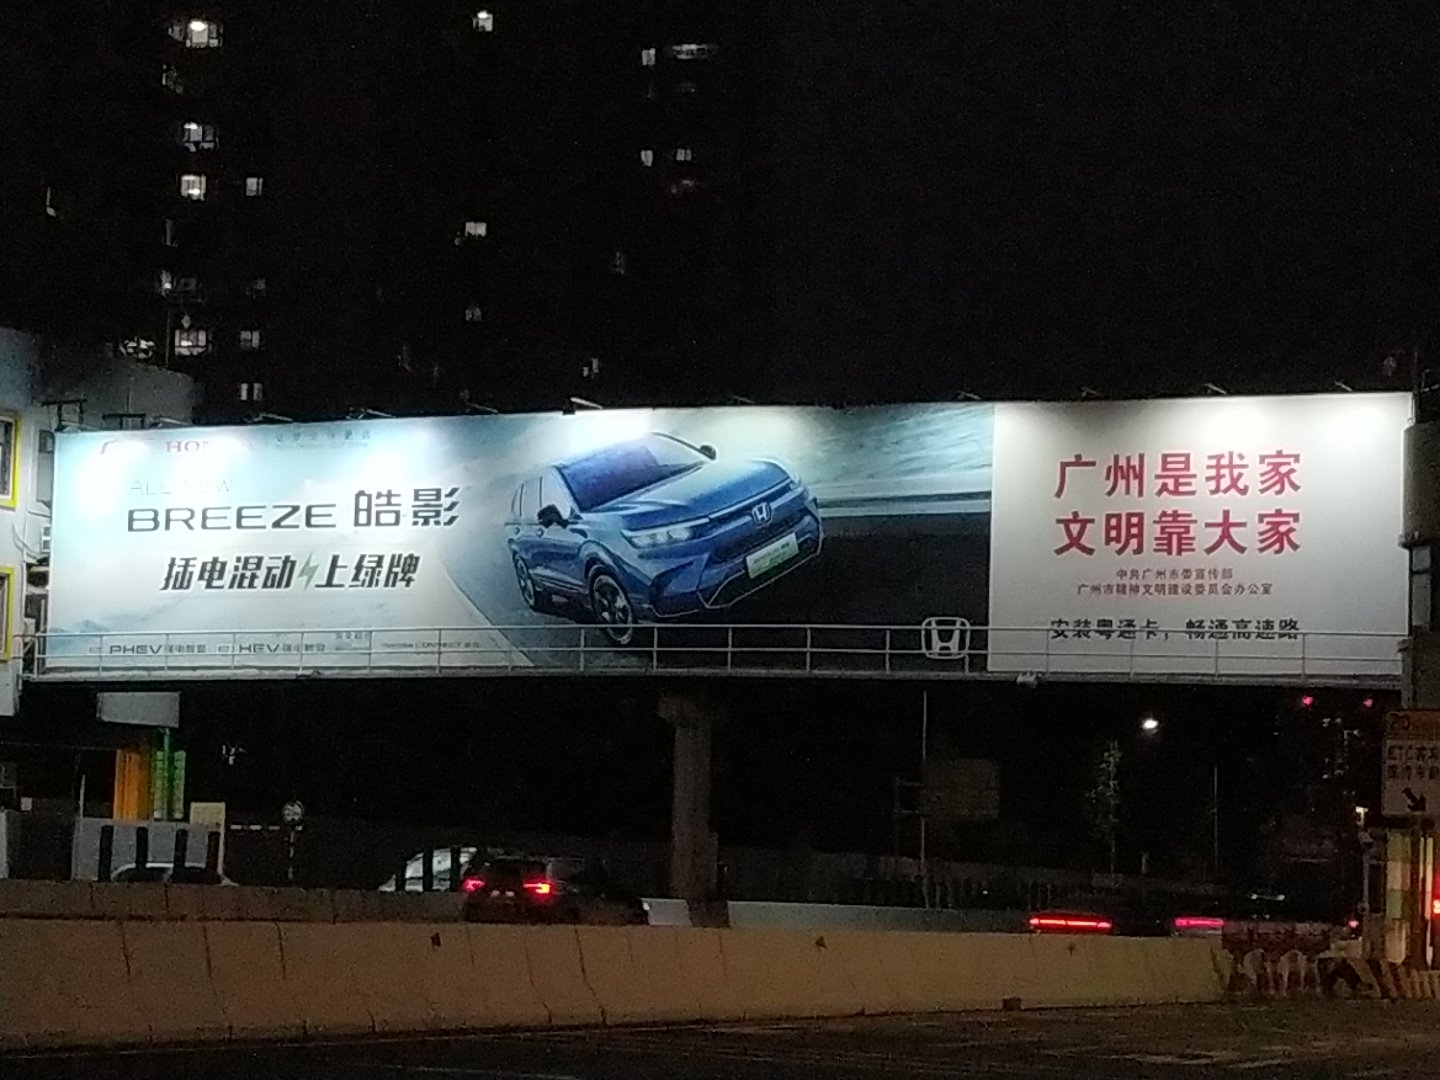 ALL NEW
BREEZE 皓影
插电混动 上绿牌
PHEV
HEV
CONNECT
广州是我家
文明靠大家
中共广州市委宣传部
广州市精神文明建设委员会办公室
安装粤通卡，畅通高速路
20